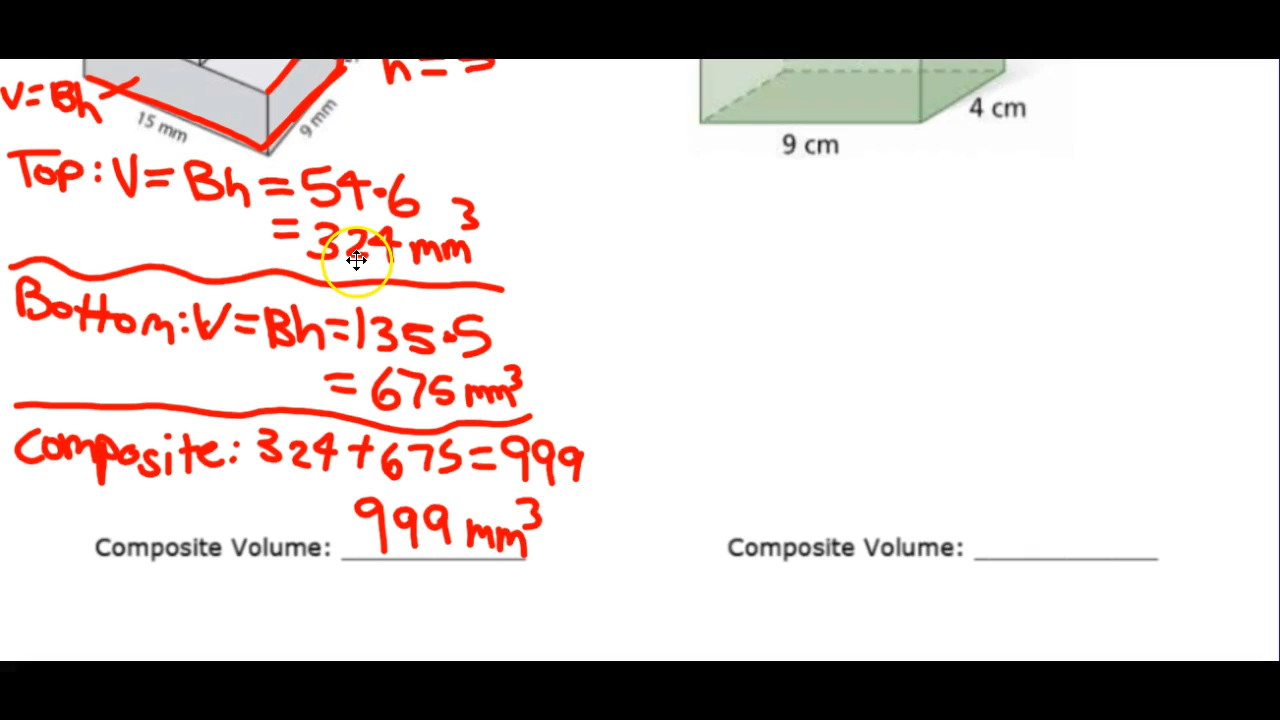 V=Bh
15 mm
9 mm
Top: V = Bh = 54·6
= 324 mm³
Bottom: V = Bh = 135·5
= 675 mm³
Composite: 324 + 675 = 999
999 mm³
Composite Volume:
4 cm
9 cm
Composite Volume: